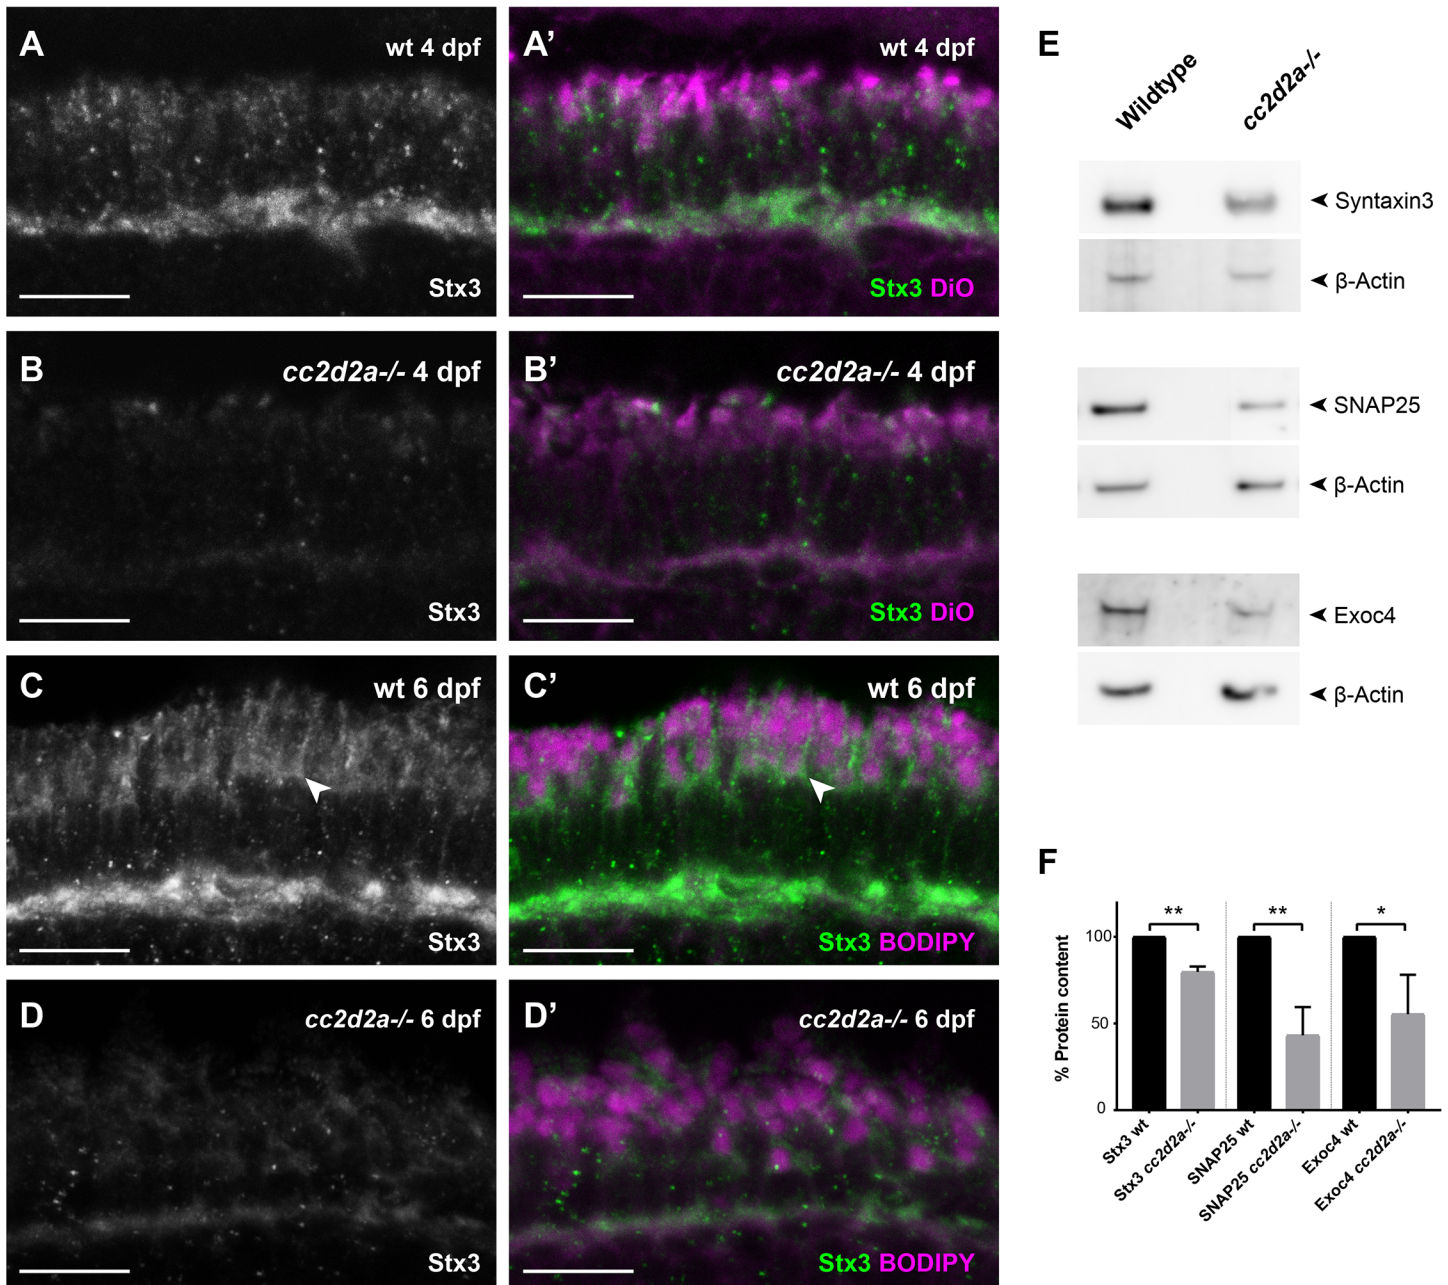 A
wt 4 dpf
Stx3
A’
wt 4 dpf
Stx3 DiO
B
cc2d2a-/- 4 dpf
Stx3
B’
cc2d2a-/- 4 dpf
Stx3 DiO
C
wt 6 dpf
Stx3
C’
wt 6 dpf
Stx3 BODIPY
D
cc2d2a-/- 6 dpf
Stx3
D’
cc2d2a-/- 6 dpf
Stx3 BODIPY
E
Wildtype
cc2d2a-/-
Syntaxin3
β-Actin
SNAP25
β-Actin
Exoc4
β-Actin
F
% Protein content
100
50
0
**
**
*
Stx3 wt
Stx3 cc2d2a-/-
SNAP25 wt
SNAP25 cc2d2a-/-
Exoc4 wt
Exoc4 cc2d2a-/-